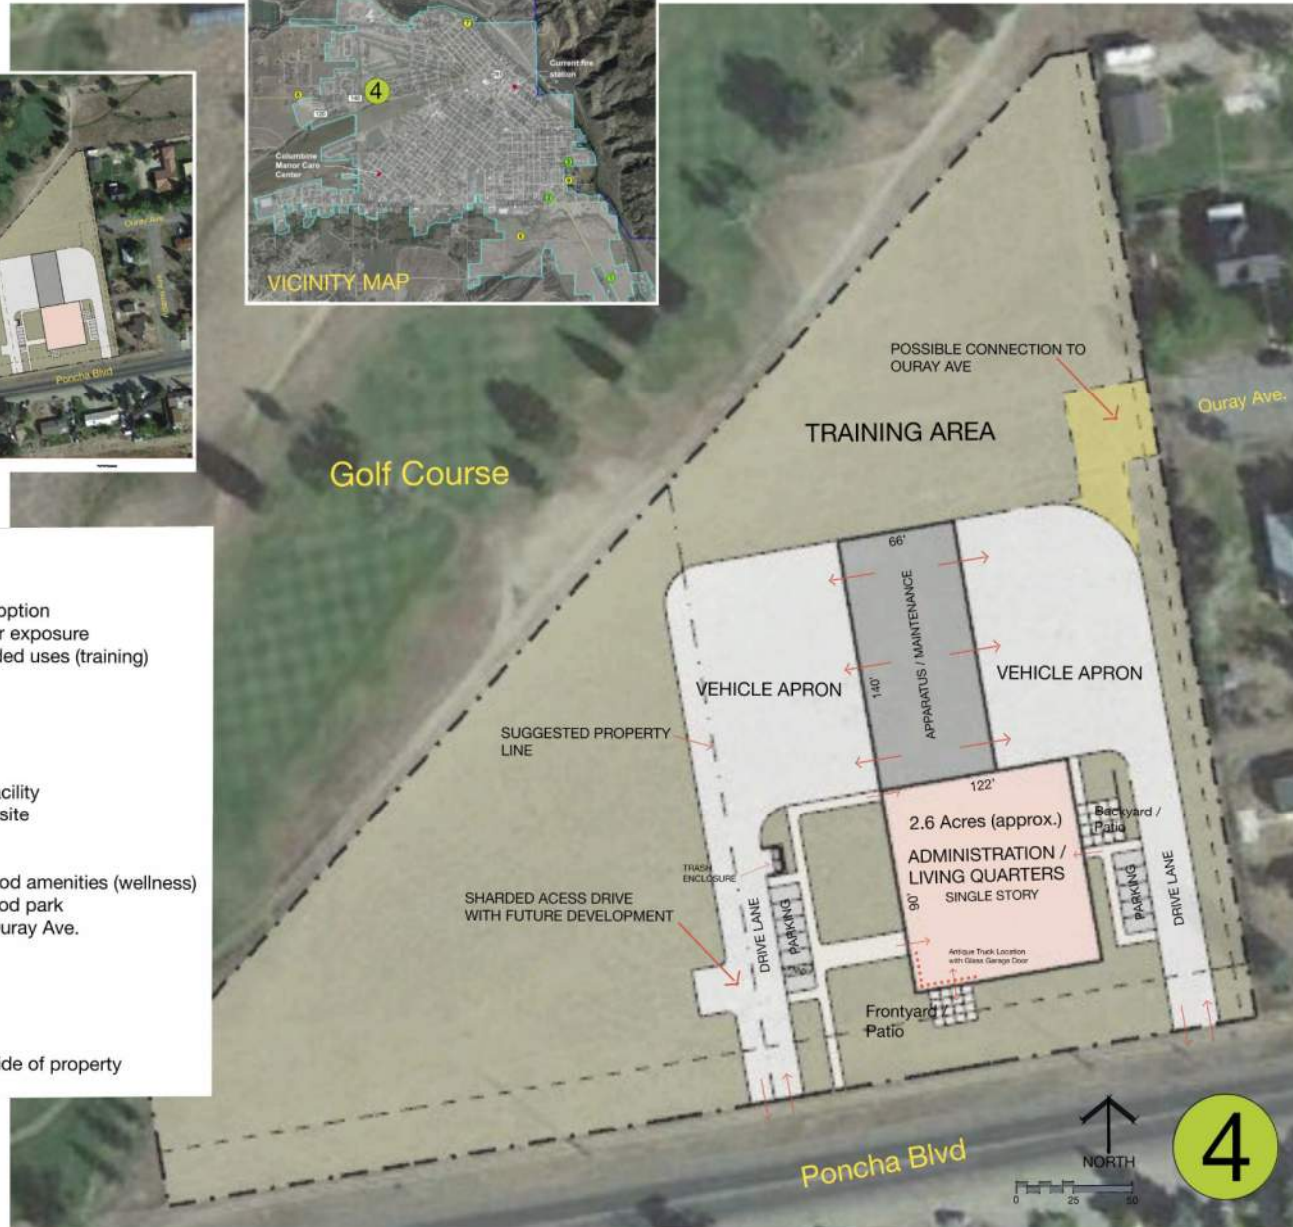 Current fire
station
4
140
120
Columbine
Manor Care
Center
VICINITY MAP
Ouray Ave
Poncha Blvd
option
r exposure
led uses (training)
acility
site
od amenities (wellness)
od park
uray Ave.
ide of property
Golf Course
POSSIBLE CONNECTION TO
OURAY AVE
Ouray Ave.
TRAINING AREA
66'
APPARATUS / MAINTENANCE
140'
VEHICLE APRON
VEHICLE APRON
SUGGESTED PROPERTY
LINE
122'
2.6 Acres (approx.)
ADMINISTRATION /
LIVING QUARTERS
SINGLE STORY
90'
Backyard /
Patio
TRASH
ENCLOSURE
SHARDED ACESS DRIVE
WITH FUTURE DEVELOPMENT
DRIVE LANE
PARKING
PARKING
DRIVE LANE
Antique Truck Location
with Glass Garage Door
Frontyard /
Patio
Poncha Blvd
NORTH
0 25 50
4